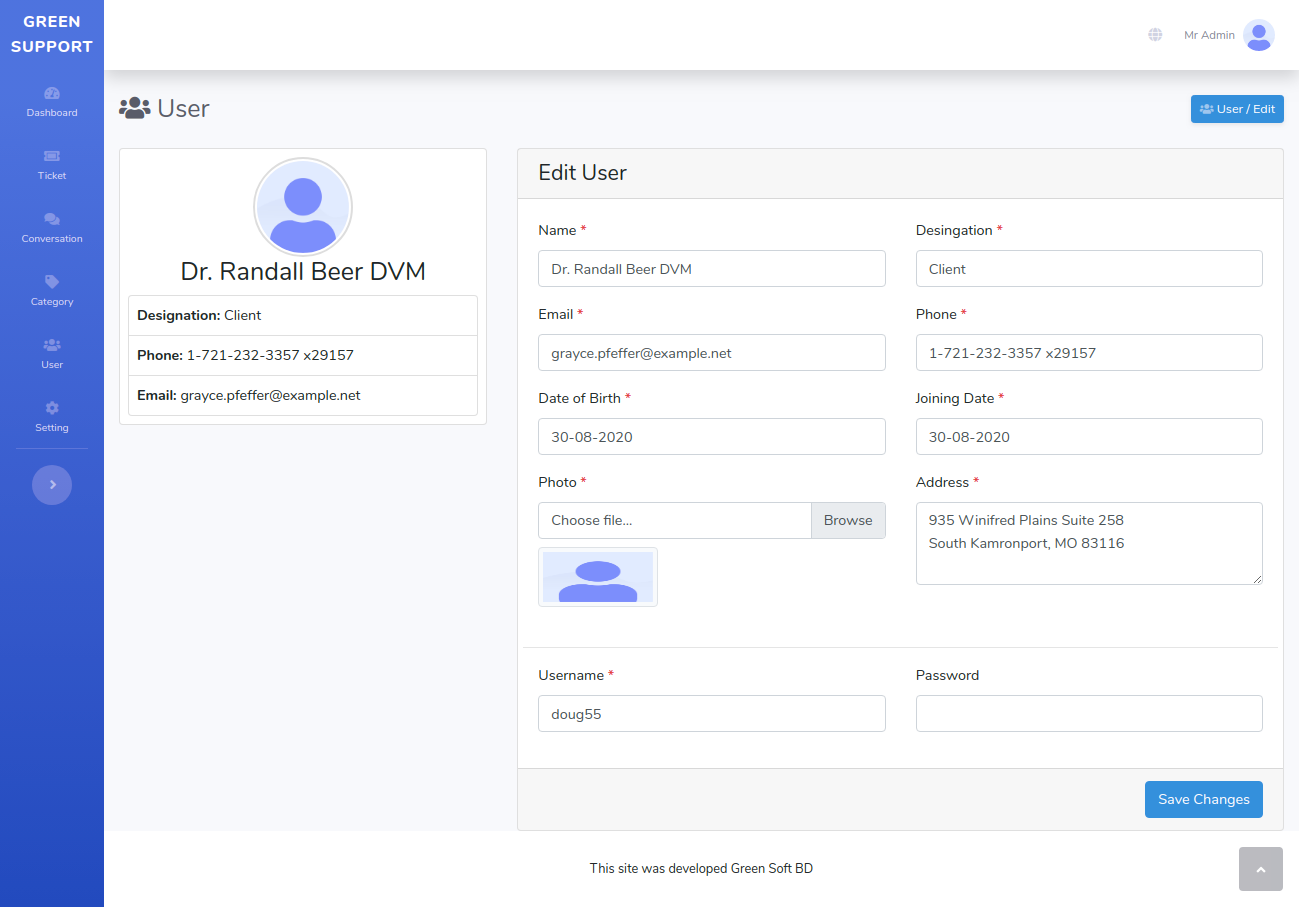 GREEN
SUPPORT
Dashboard
Ticket
Conversation
Category
User
Setting
Mr Admin
User
User / Edit
Dr. Randall Beer DVM
Designation: Client
Phone: 1-721-232-3357 x29157
Email: grayce.pfeffer@example.net
Edit User
Name *
Desingation *
Dr. Randall Beer DVM
Client
Email *
Phone *
grayce.pfeffer@example.net
1-721-232-3357 x29157
Date of Birth *
Joining Date *
30-08-2020
30-08-2020
Photo *
Address *
Choose file...
Browse
935 Winifred Plains Suite 258
South Kamronport, MO 83116
Username *
Password
doug55
Save Changes
This site was developed Green Soft BD